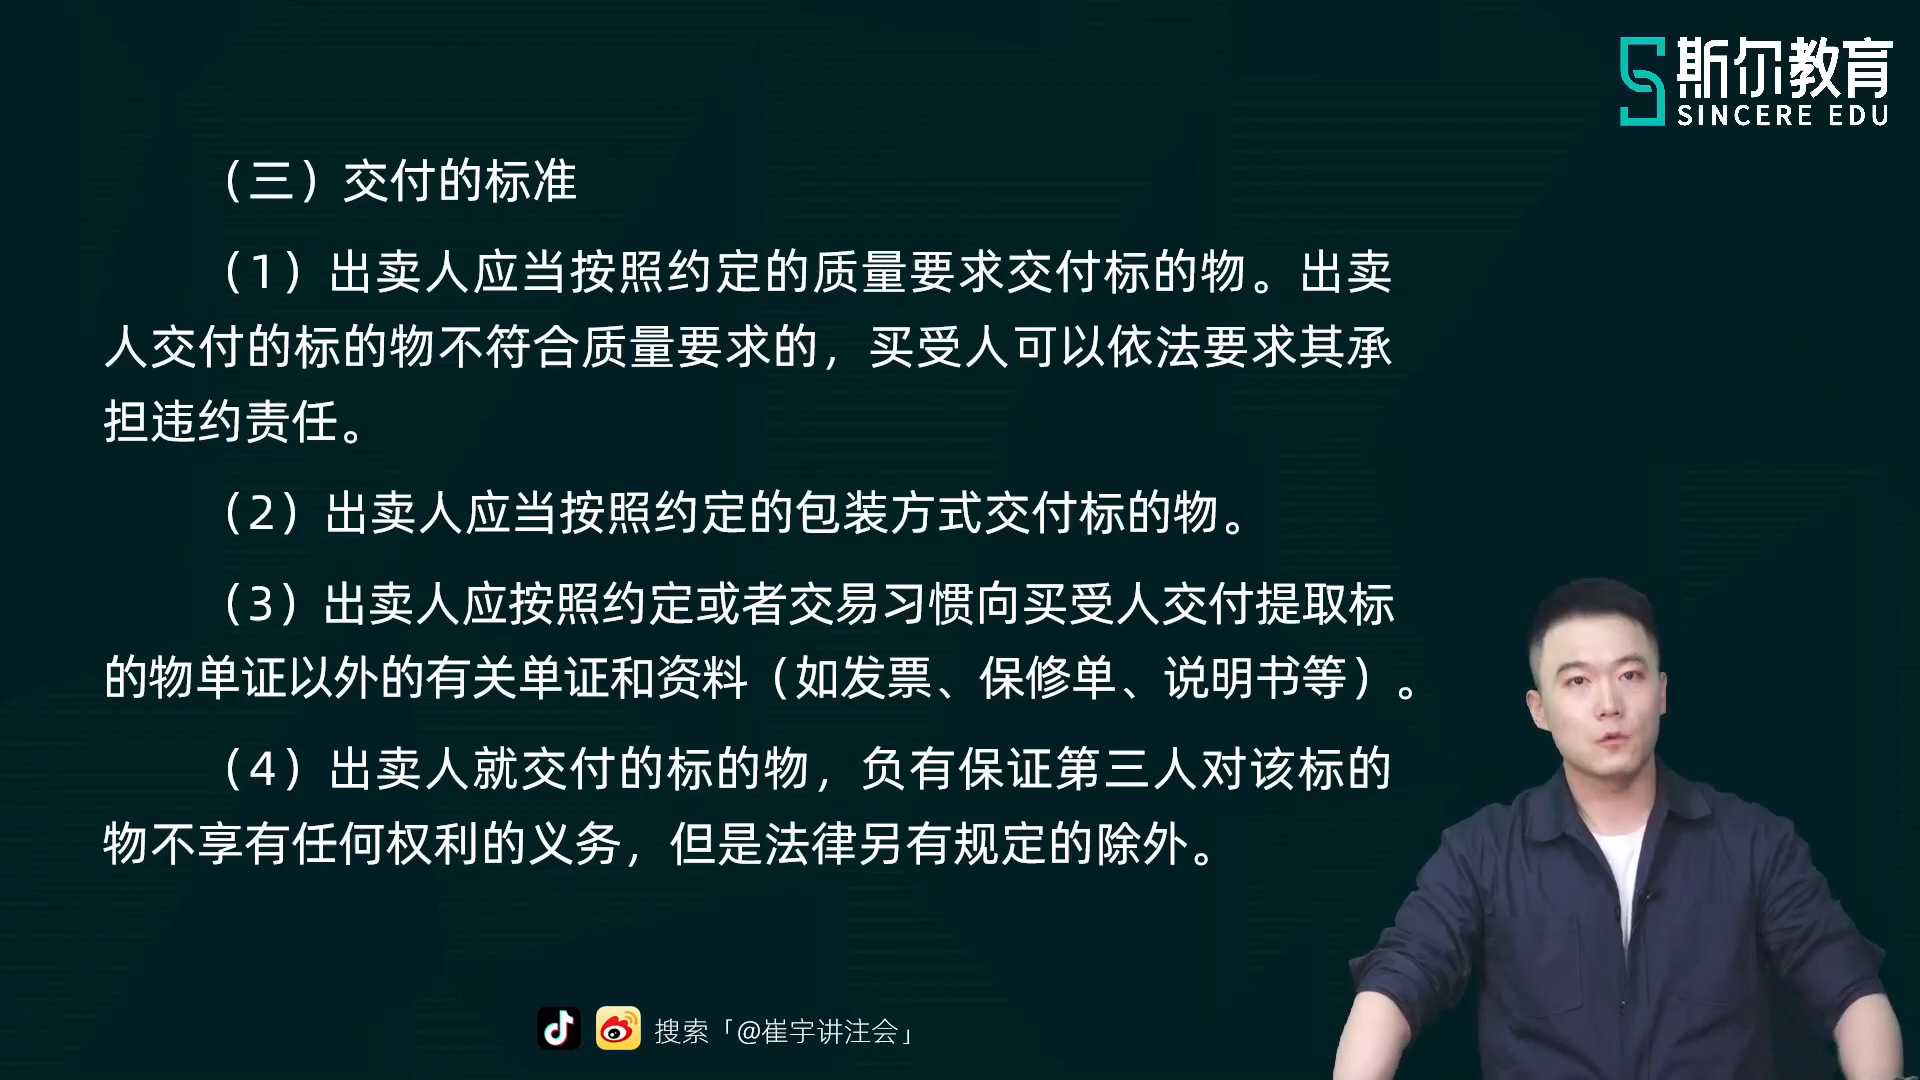 斯尔教育
SINCERE EDU
（三）交付的标准
（1）出卖人应当按照约定的质量要求交付标的物。出卖
人交付的标的物不符合质量要求的，买受人可以依法要求其承
担违约责任。
（2）出卖人应当按照约定的包装方式交付标的物。
（3）出卖人应按照约定或者交易习惯向买受人交付提取标
的物单证以外的有关单证和资料（如发票、保修单、说明书等）。
（4）出卖人就交付的标的物，负有保证第三人对该标的
物不享有任何权利的义务，但是法律另有规定的除外。
搜索「@崔宇讲注会」